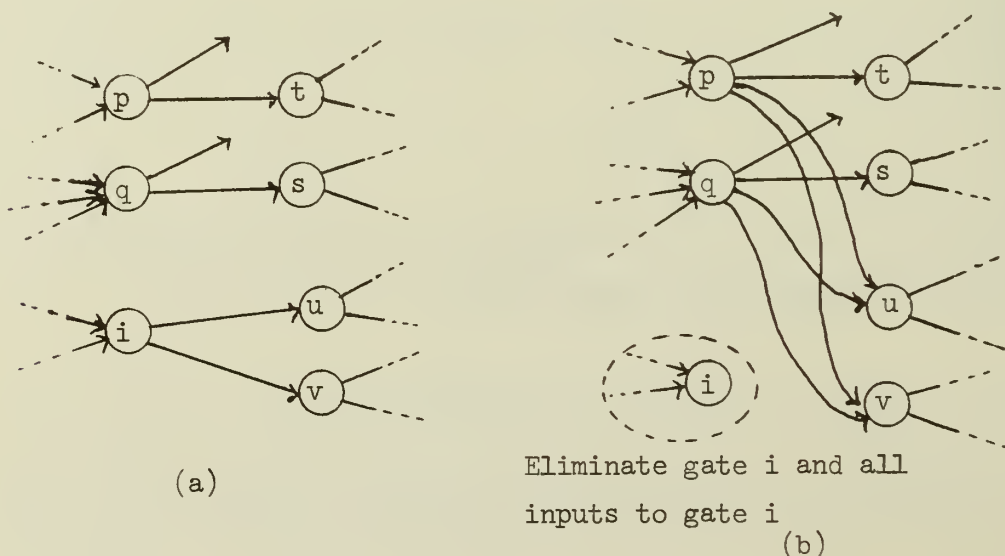 p
t
q
s
i
u
v
(a)
p
t
q
s
u
i
v
Eliminate gate i and all
inputs to gate i
(b)